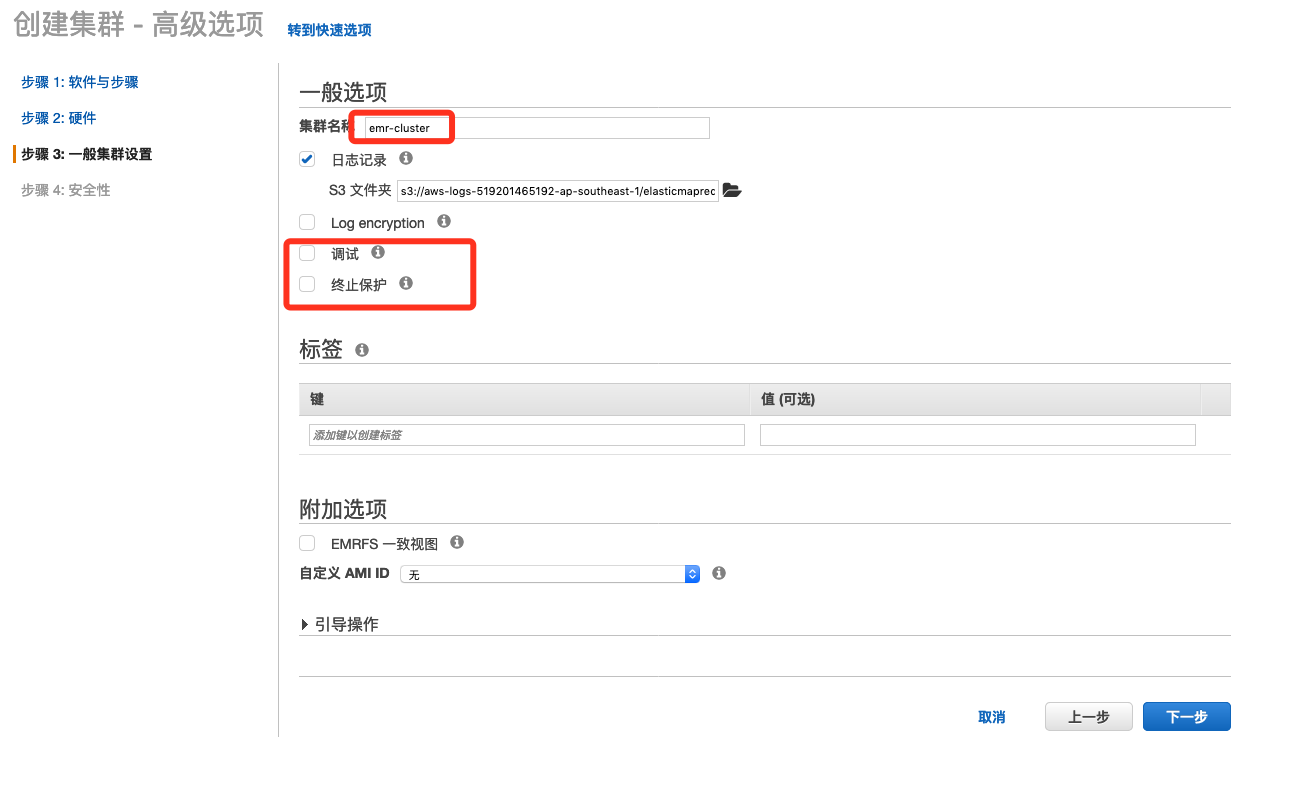 创建集群 - 高级选项 转到快速选项
步骤 1: 软件与步骤
步骤 2: 硬件
步骤 3: 一般集群设置
步骤 4: 安全性
一般选项
集群名称 emr-cluster
日志记录
S3 文件夹 s3://aws-logs-519201465192-ap-southeast-1/elasticmaprec
Log encryption
调试
终止保护
标签
键 值 (可选)
添加键以创建标签
附加选项
EMRFS 一致视图
自定义 AMI ID 无
引导操作
取消 上一步 下一步